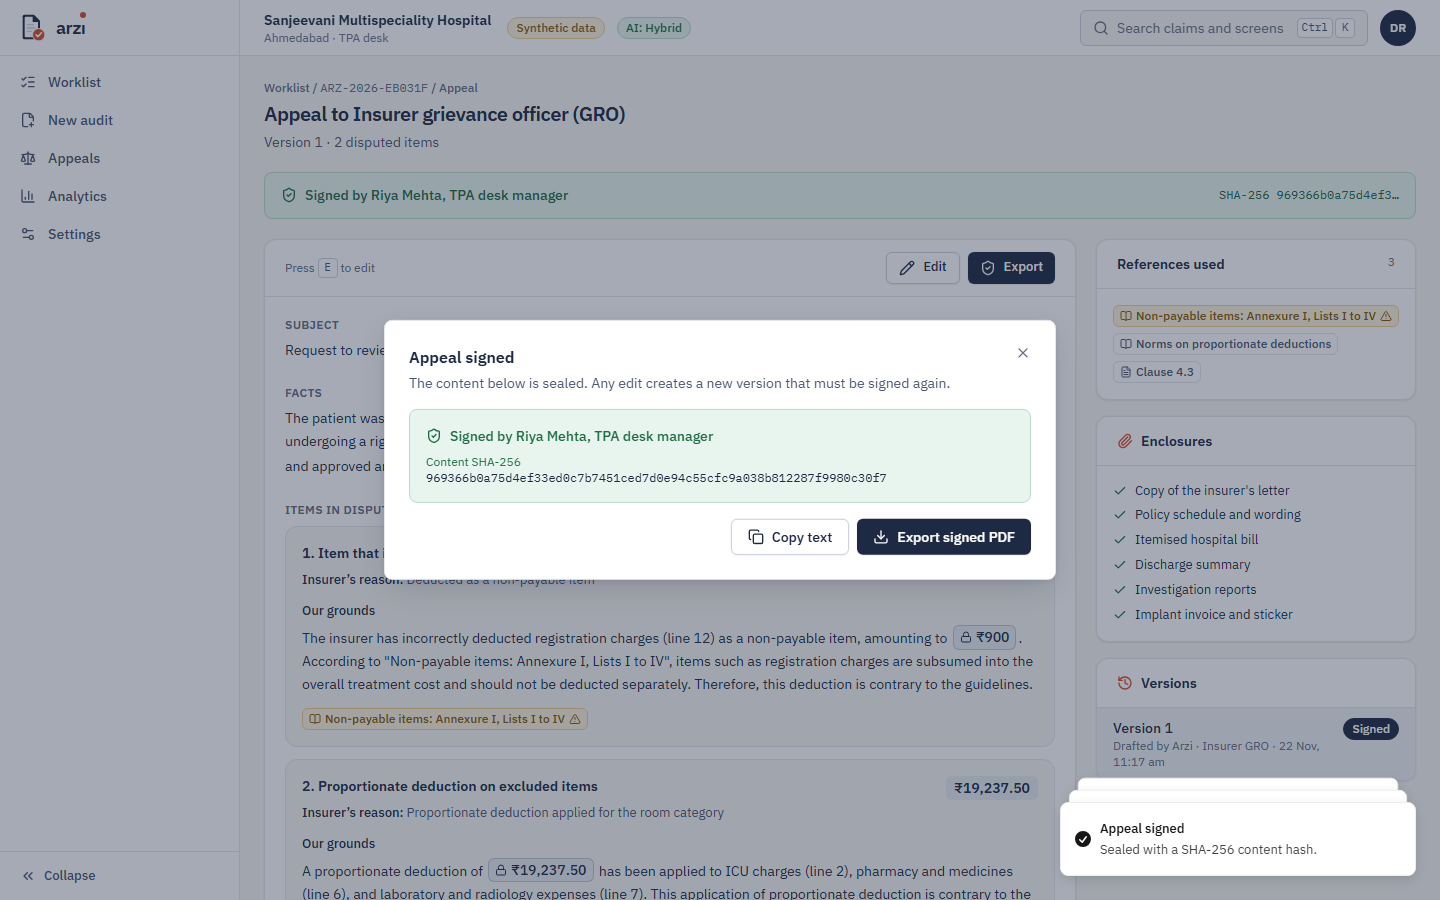 arzi
Sanjeevani Multispeciality Hospital
Ahmedabad · TPA desk
Synthetic data
AI: Hybrid
Search claims and screens
Ctrl K
DR
Worklist
New audit
Appeals
Analytics
Settings
Collapse
Worklist / ARZ-2026-EB031F / Appeal
Appeal to Insurer grievance officer (GRO)
Version 1 · 2 disputed items
Signed by Riya Mehta, TPA desk manager
SHA-256 969366b0a75d4ef3…
Press E to edit
Edit
Export
SUBJECT
Request to revie
FACTS
The patient was
undergoing a rig
and approved a
ITEMS IN DISPUT
1. Item that i
Insurer's reason: Deducted as a non-payable item
Our grounds
The insurer has incorrectly deducted registration charges (line 12) as a non-payable item, amounting to ₹900 .
According to "Non-payable items: Annexure I, Lists I to IV", items such as registration charges are subsumed into the
overall treatment cost and should not be deducted separately. Therefore, this deduction is contrary to the guidelines.
Non-payable items: Annexure I, Lists I to IV
2. Proportionate deduction on excluded items
₹19,237.50
Insurer's reason: Proportionate deduction applied for the room category
Our grounds
A proportionate deduction of ₹19,237.50 has been applied to ICU charges (line 2), pharmacy and medicines
(line 6), and laboratory and radiology expenses (line 7). This application of proportionate deduction is contrary to the
Appeal signed
The content below is sealed. Any edit creates a new version that must be signed again.
Signed by Riya Mehta, TPA desk manager
Content SHA-256
969366b0a75d4ef33ed0c7b7451ced7d0e94c55cfc9a038b812287f9980c30f7
Copy text
Export signed PDF
References used
3
Non-payable items: Annexure I, Lists I to IV
Norms on proportionate deductions
Clause 4.3
Enclosures
Copy of the insurer's letter
Policy schedule and wording
Itemised hospital bill
Discharge summary
Investigation reports
Implant invoice and sticker
Versions
Version 1
Signed
Drafted by Arzi · Insurer GRO · 22 Nov,
11:17 am
Appeal signed
Sealed with a SHA-256 content hash.